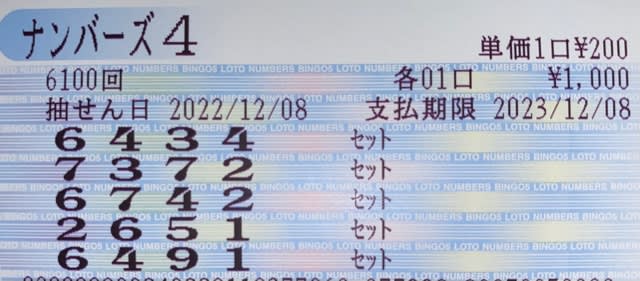 ナンバーズ4
単価1口¥200
6100回 各01口 ¥1,000
抽せん日 2022/12/08 支払期限 2023/12/08
6434 セット
7372 セット
6742 セット
2651 セット
6491 セット